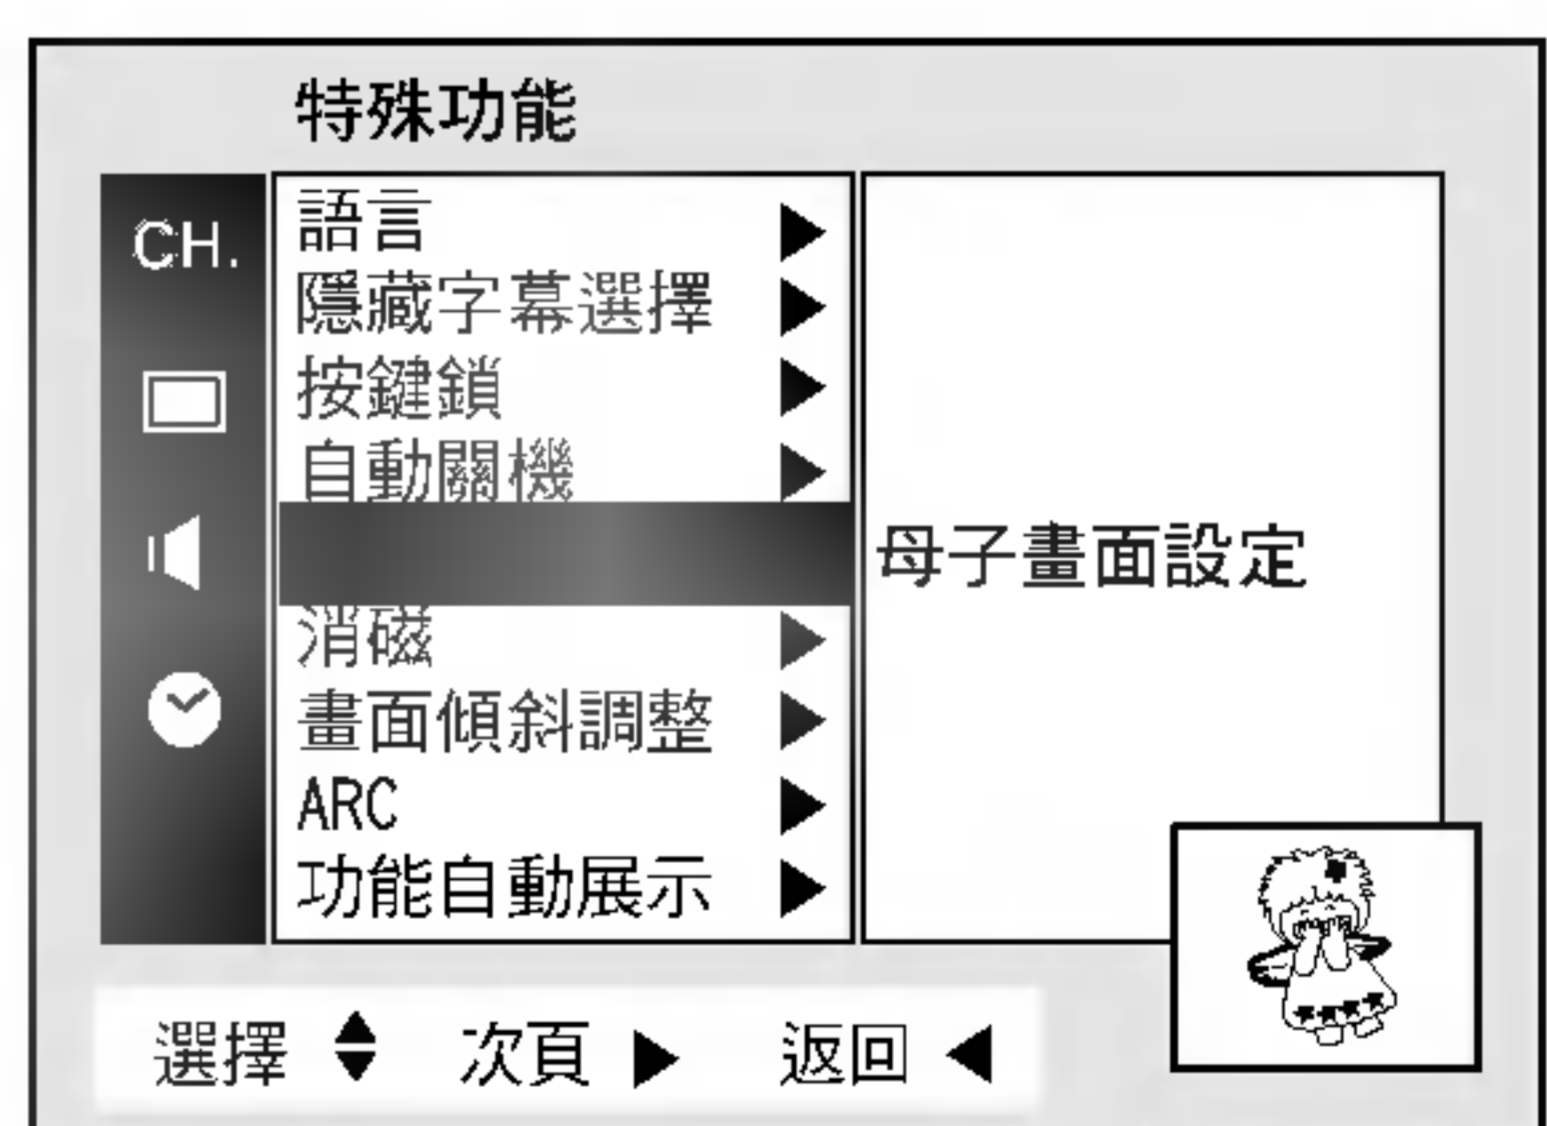 特殊功能
CH.
語言 ▶
隱藏字幕選擇 ▶
按鍵鎖 ▶
自動關機 ▶
母子畫面設定
消磁 ▶
畫面傾斜調整 ▶
ARC ▶
功能自動展示 ▶
選擇 ▲▼ 次頁 ▶ 返回 ◀